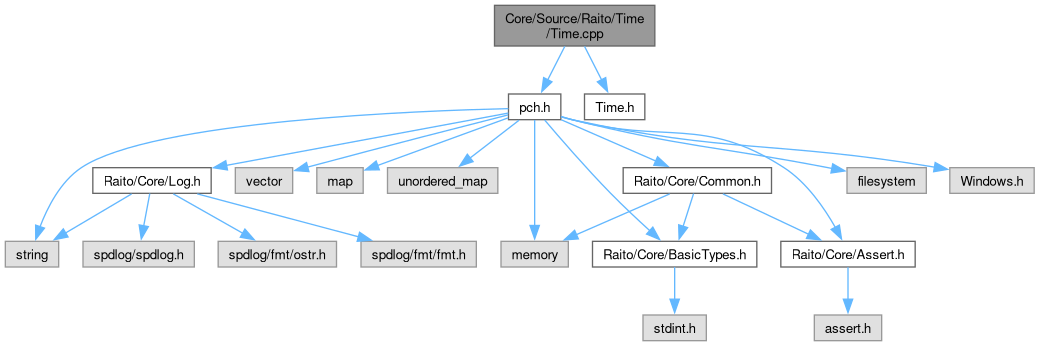 Core/Source/Raito/Time
/Time.cpp
pch.h
Time.h
Raito/Core/Log.h
vector
map
unordered_map
Raito/Core/Common.h
filesystem
Windows.h
string
spdlog/spdlog.h
spdlog/fmt/ostr.h
spdlog/fmt/fmt.h
memory
Raito/Core/BasicTypes.h
Raito/Core/Assert.h
stdint.h
assert.h